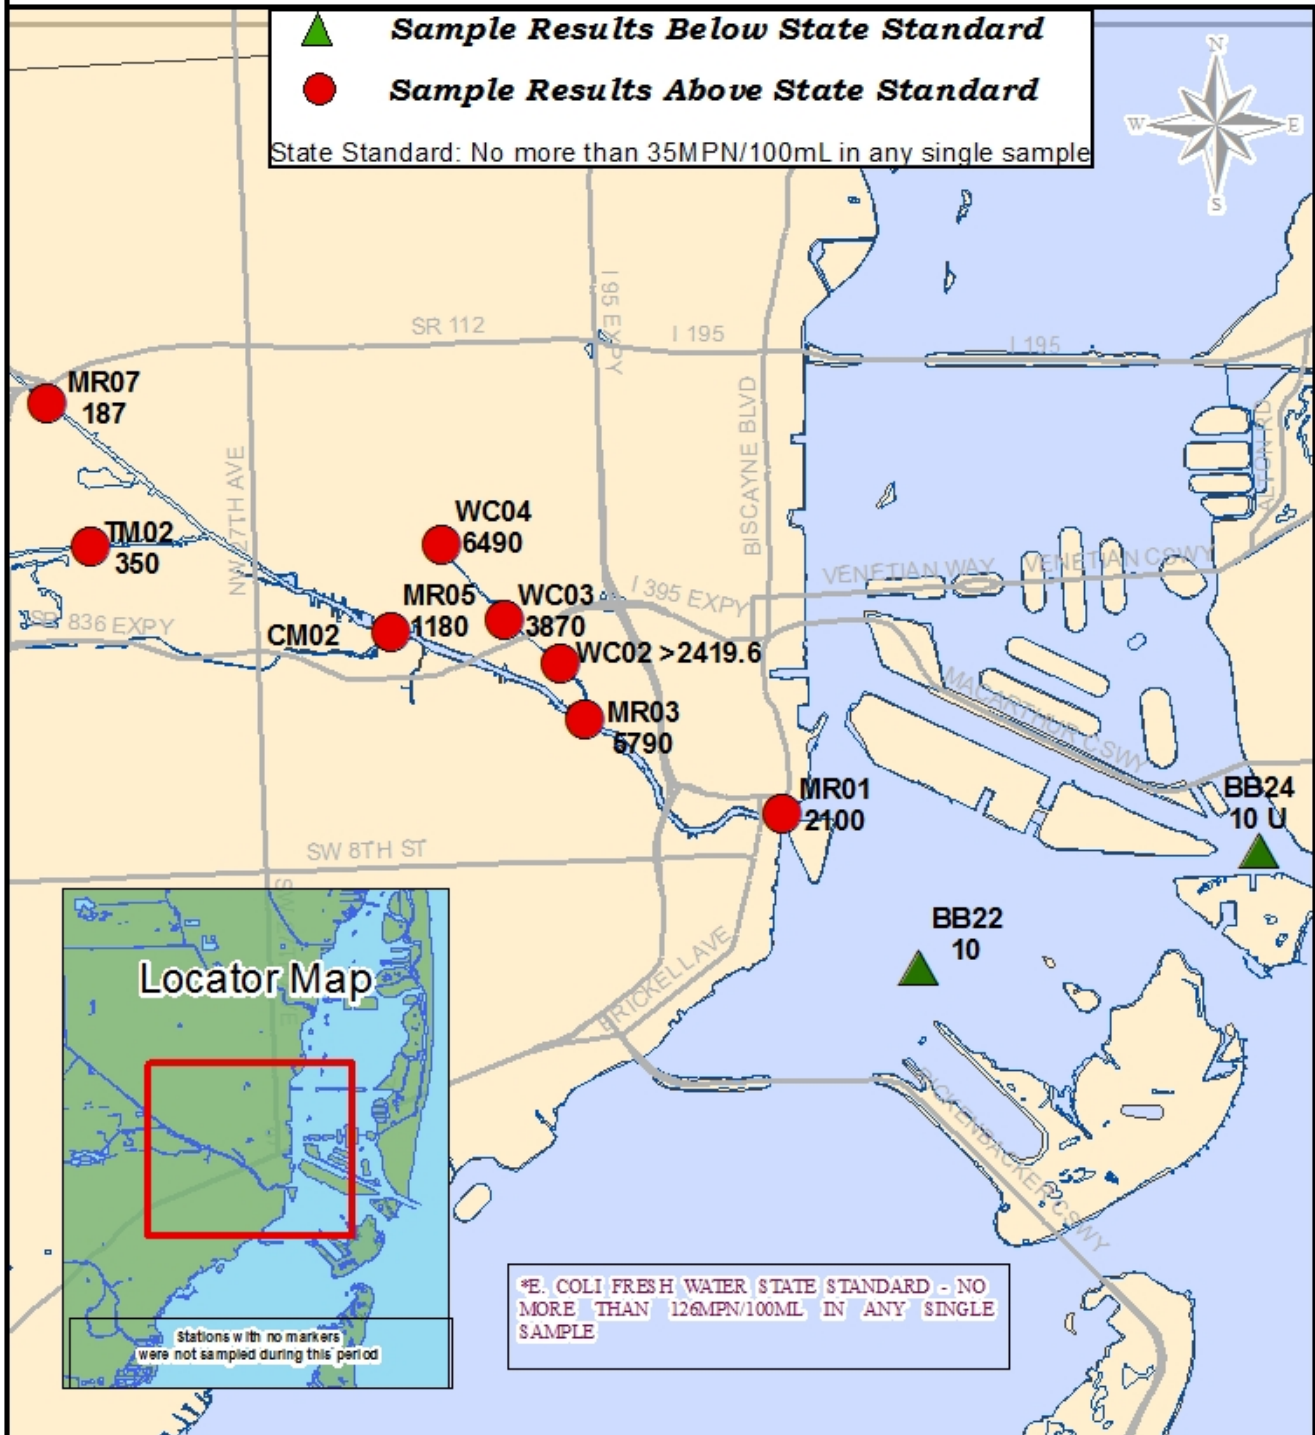 Sample Results Below State Standard
Sample Results Above State Standard
State Standard: No more than 35MPN/100mL in any single sample
N
W
E
S
I 95 EXPY
SR 112
I 195
I 195
MR07
187
BISCAYNE BLVD
ALTON RD
NW 27TH AVE
WC04
6490
TM02
350
VENETIAN WAY
VENETIAN CSWY
I 395 EXPY
MR05
1180
WC03
3870
SR 836 EXPY
CM02
WC02 >2419.6
MACARTHUR CSWY
MR03
5790
MR01
2100
BB24
10 U
SW 8TH ST
BB22
10
BRICKELL AVE
Locator Map
RICKENBACKER CSWY
*E. COLI FRESH WATER STATE STANDARD - NO
MORE THAN 126MPN/100ML IN ANY SINGLE
SAMPLE
Stations with no markers
were not sampled during this period